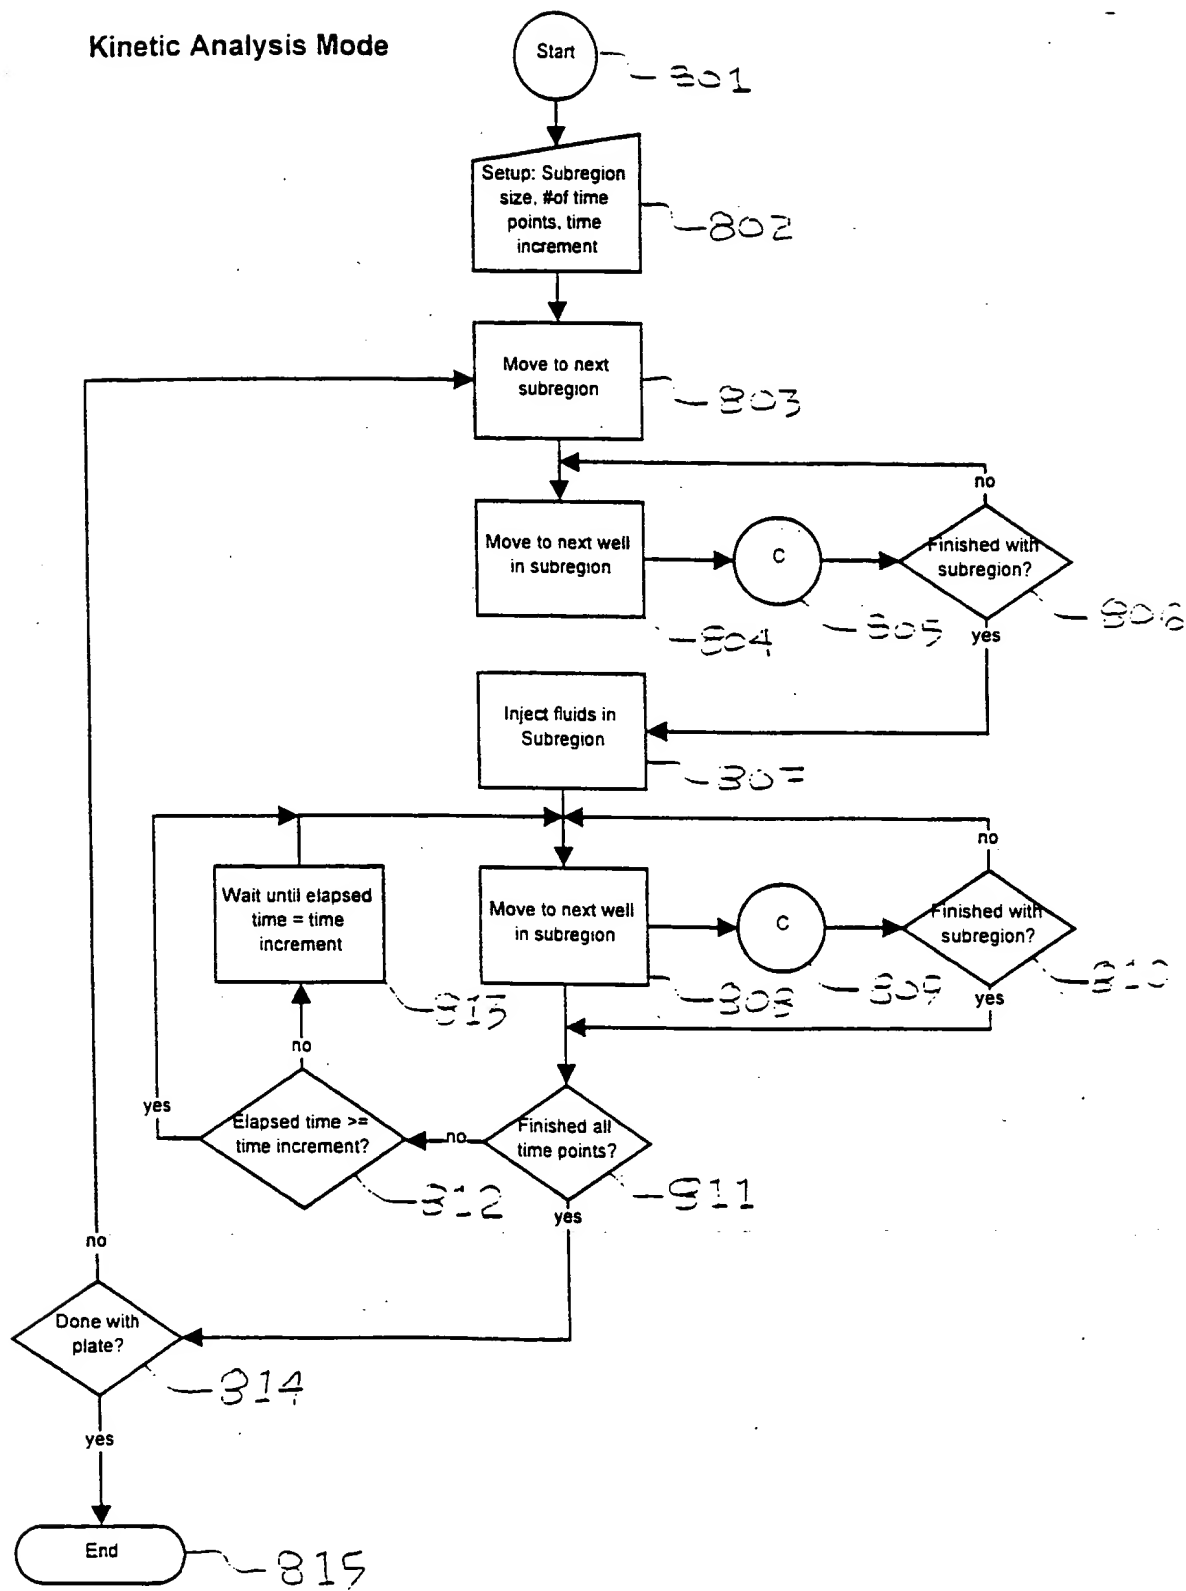 Kinetic Analysis Mode
Start
801
Setup: Subregion
size, #of time
points, time
increment
802
Move to next
subregion
803
no
Move to next well
in subregion
804
C
805
Finished with
subregion?
806
yes
Inject fluids in
Subregion
807
no
Wait until elapsed
time = time
increment
813
Move to next well
in subregion
808
C
809
Finished with
subregion?
810
yes
no
yes
Elapsed time >=
time increment?
812
no
Finished all
time points?
811
yes
no
Done with
plate?
814
yes
End
815